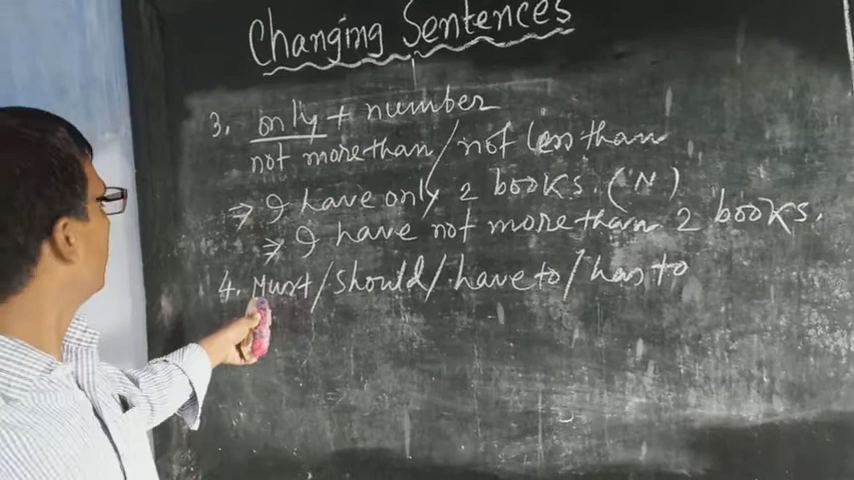 Changing Sentences
3. only + number
not more than / not less than
→ I have only 2 books. (N)
→ I have not more than 2 books.
4. Must/should/have to/has to